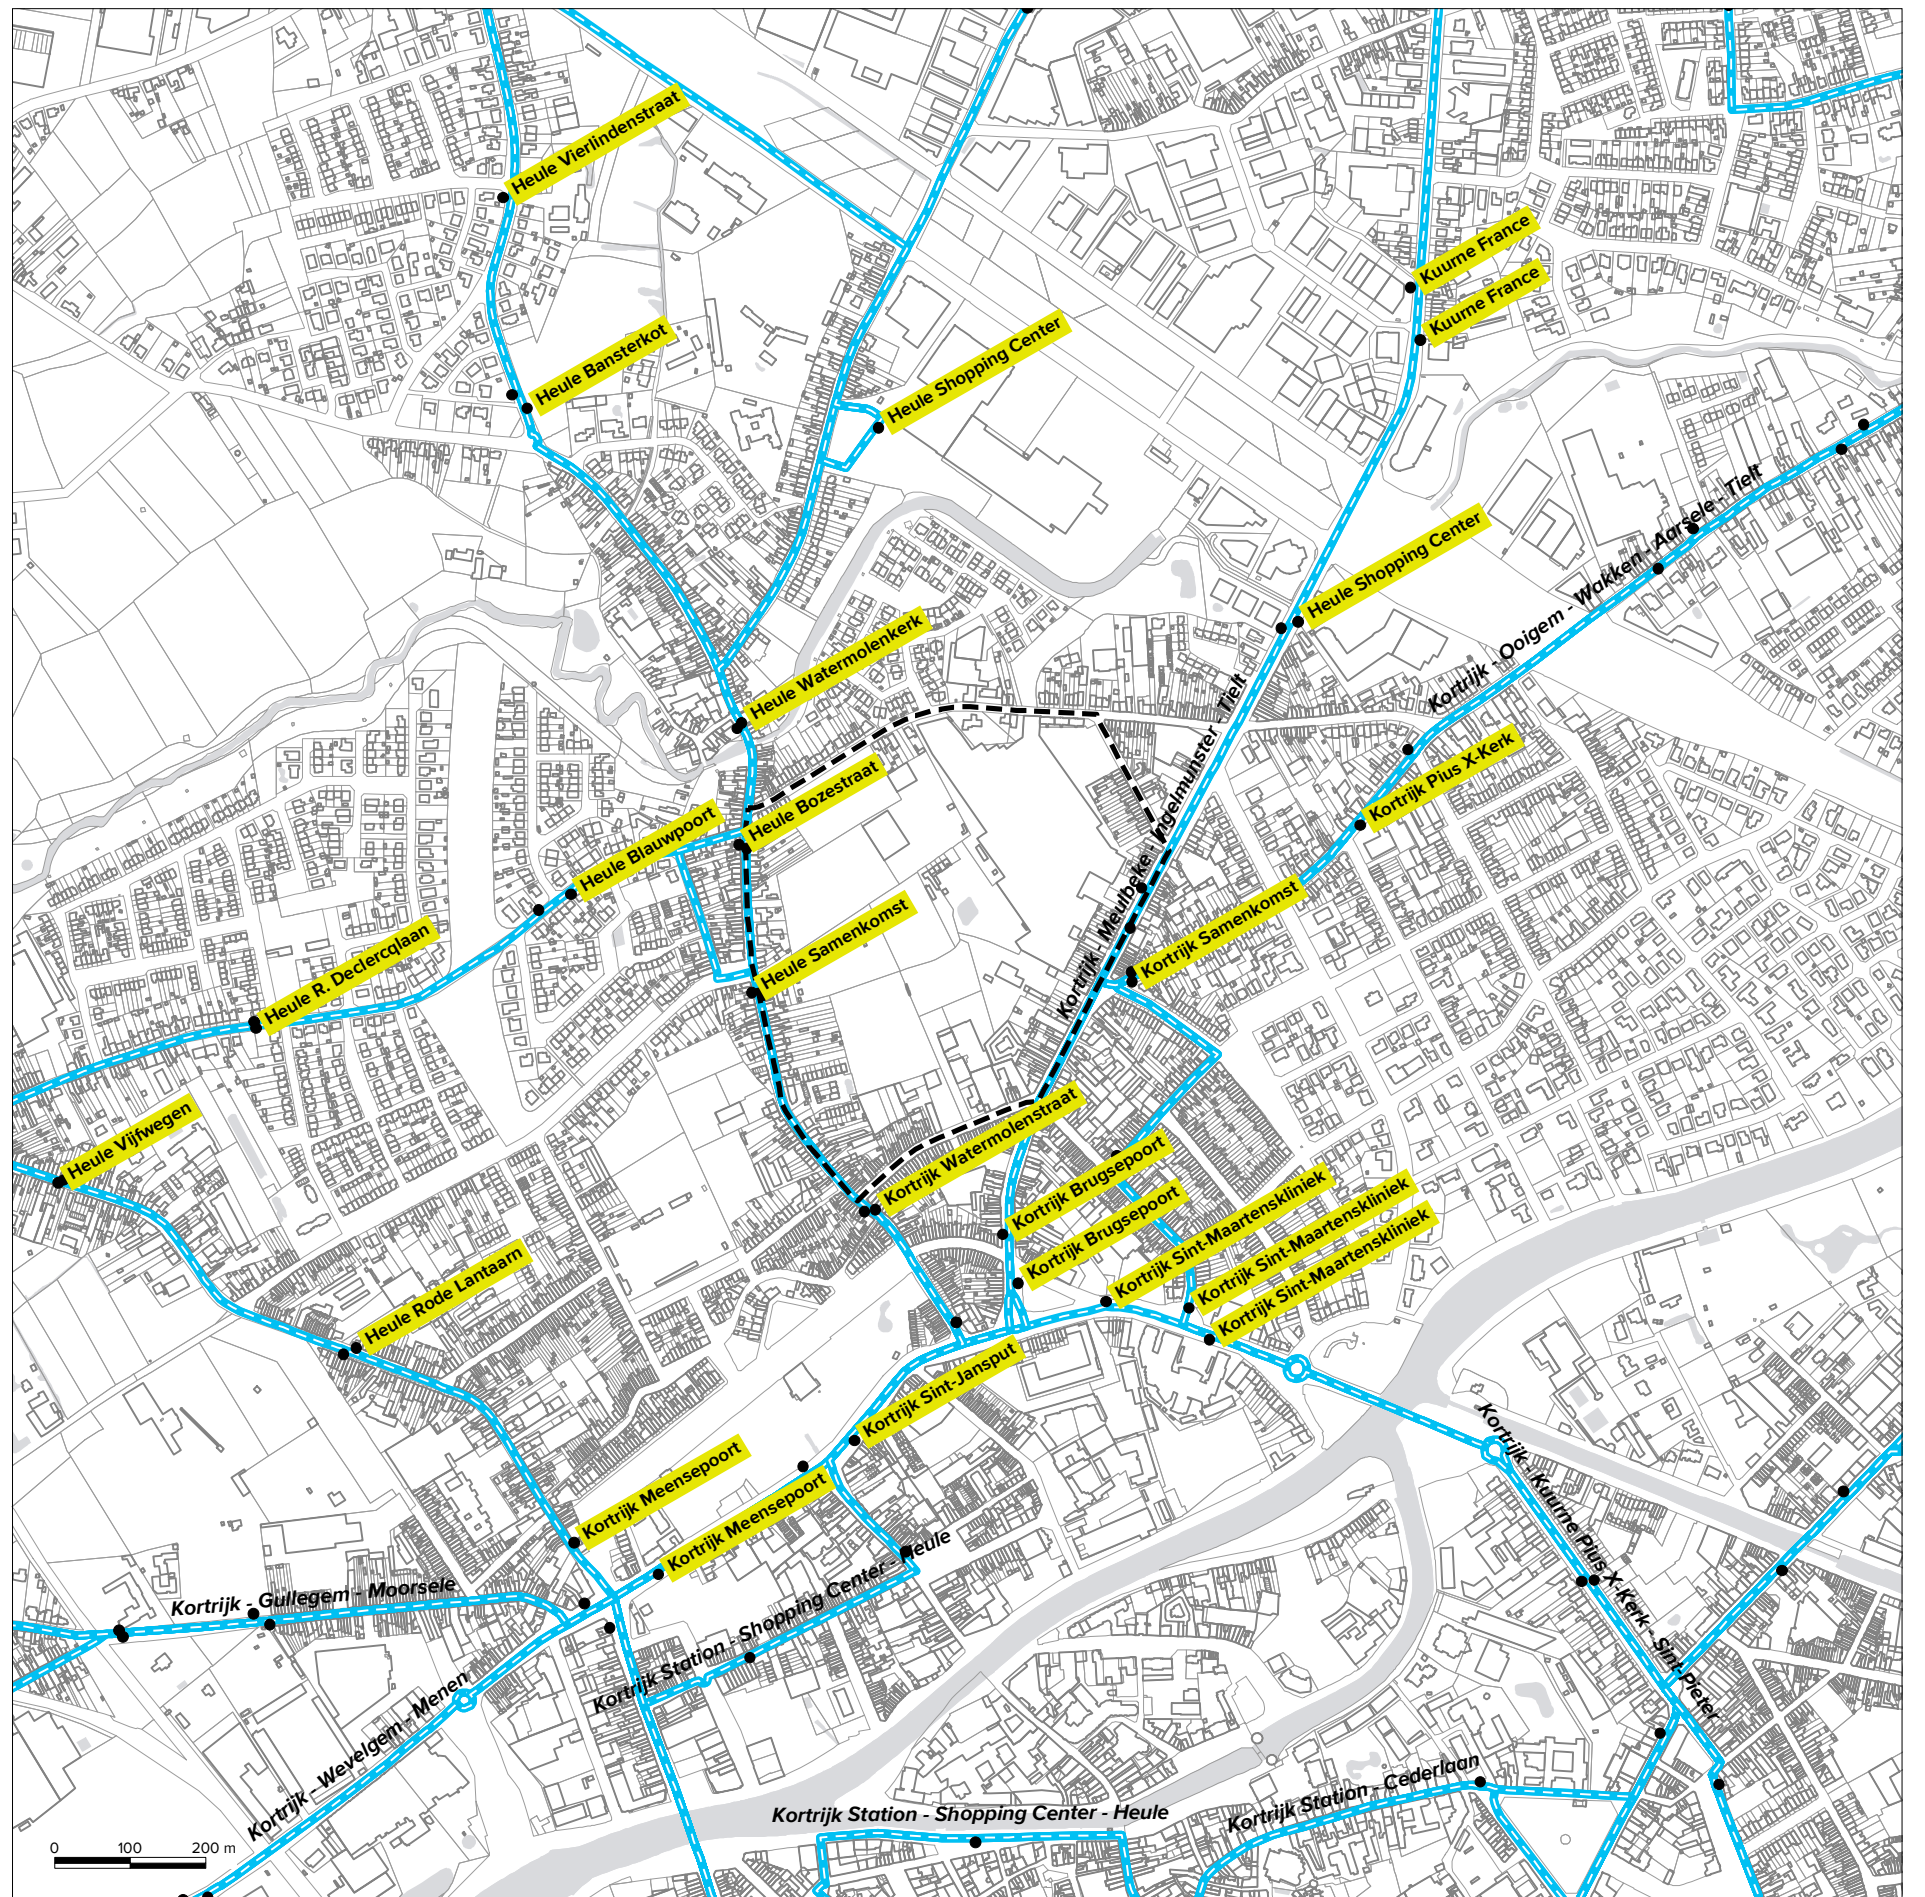 Heule Vierlindenstraat
Kuurne France
Kuurne France
Heule Bansterkot
Heule Shopping Center
Kortrijk - Ooigem - Wakken - Aarsele - Tielt
Heule Shopping Center
Heule Watermolenkerk
Kortrijk - Meulbeke - Ingelmunster - Tielt
Kortrijk Pius X-Kerk
Heule Bozestraat
Heule Blauwpoort
Kortrijk Samenkomst
Heule Samenkomst
Heule R. Declercqlaan
Heule Vijfwegen
Kortrijk Watermolenstraat
Kortrijk Brugsepoort
Kortrijk Brugsepoort
Kortrijk Sint-Maartenskliniek
Kortrijk Sint-Maartenskliniek
Kortrijk Sint-Maartenskliniek
Heule Rode Lantaarn
Kortrijk Sint-Jansput
Kortrijk Meensepoort
Kortrijk Meensepoort
Kortrijk - Kuurne Pius X-Kerk - Sint-Pieter
Kortrijk - Gullegem - Moorsele
Kortrijk Station - Shopping Center - Heule
Kortrijk - Wevelgem - Menen
Kortrijk Station - Cederlaan
Kortrijk Station - Shopping Center - Heule
0 100 200 m